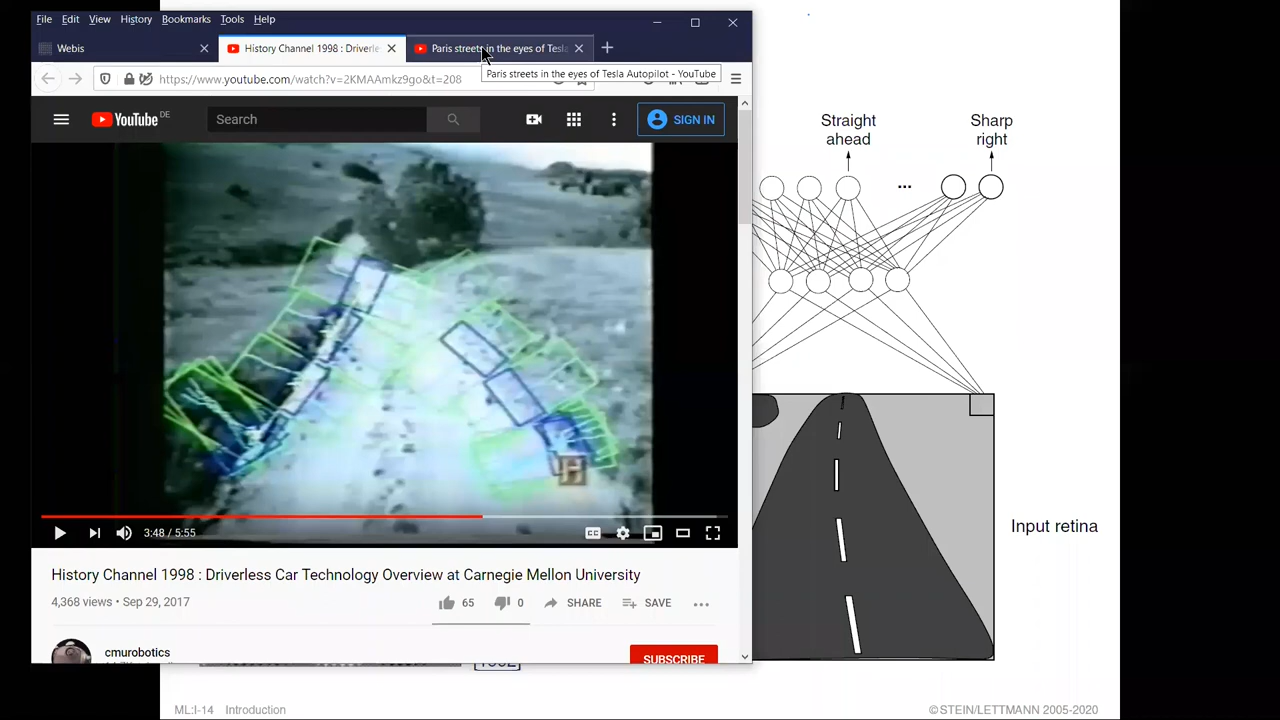 File Edit View History Bookmarks Tools Help
Webis
History Channel 1998 : Driverle
Paris streets in the eyes of Tesla
https://www.youtube.com/watch?v=2KMAAmkz9go&t=208
Paris streets in the eyes of Tesla Autopilot - YouTube
YouTube DE
Search
SIGN IN
Straight
ahead
Sharp
right
...
H
3:48 / 5:55
CC
Input retina
History Channel 1998 : Driverless Car Technology Overview at Carnegie Mellon University
4,368 views • Sep 29, 2017
65
0
SHARE
SAVE
cmurobotics
SUBSCRIBE
ML:I-14 Introduction
© STEIN/LETTMANN 2005-2020